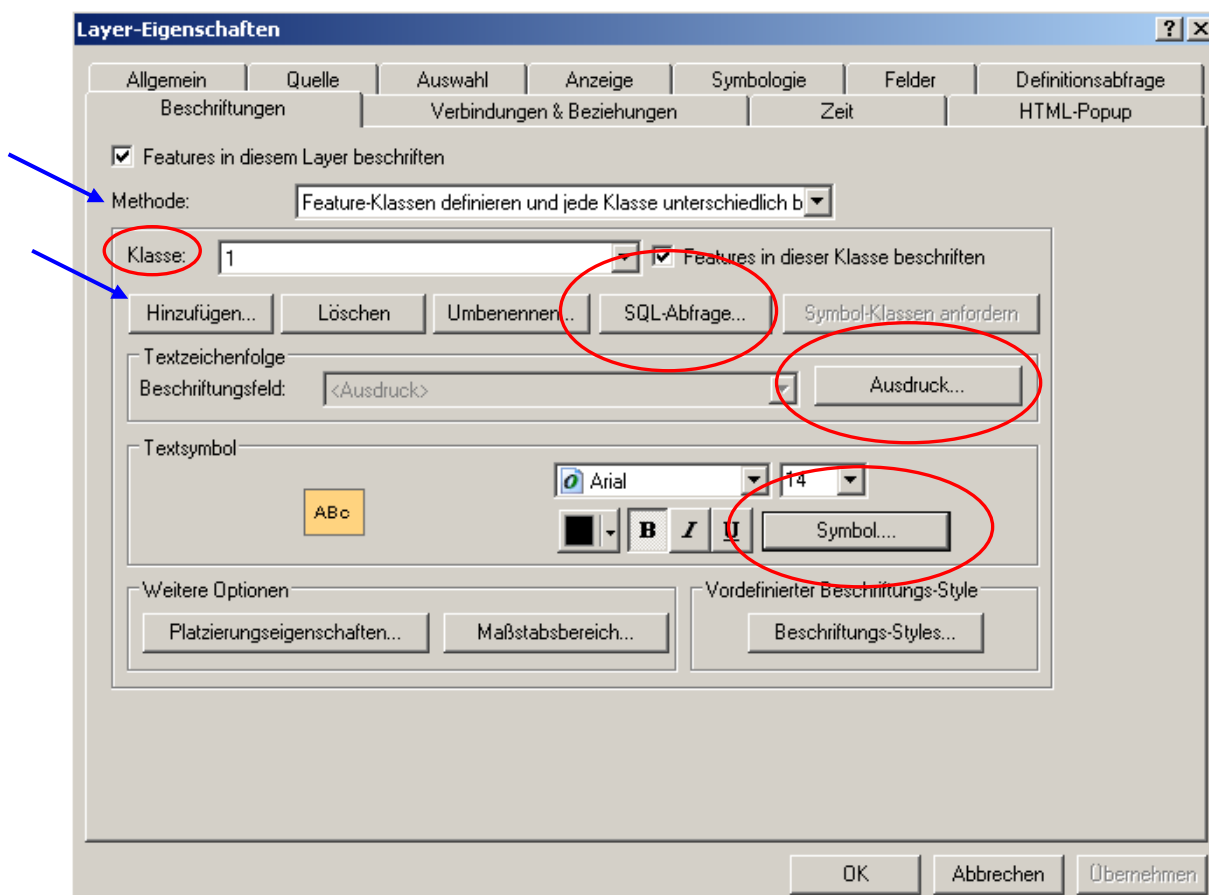 Layer-Eigenschaften
Allgemein Quelle Auswahl Anzeige Symbologie Felder Definitionsabfrage
Beschriftungen Verbindungen & Beziehungen Zeit HTML-Popup
Features in diesem Layer beschriften
Methode: Feature-Klassen definieren und jede Klasse unterschiedlich b
Klasse: 1 Features in dieser Klasse beschriften
Hinzufügen... Löschen Umbenennen... SQL-Abfrage... Symbol-Klassen anfordern
Textzeichenfolge
Beschriftungsfeld: <Ausdruck> Ausdruck...
Textsymbol
Arial 14
ABc
B I U Symbol....
Weitere Optionen Vordefinierter Beschriftungs-Style
Platzierungseigenschaften... Maßstabsbereich... Beschriftungs-Styles...
OK Abbrechen Übernehmen